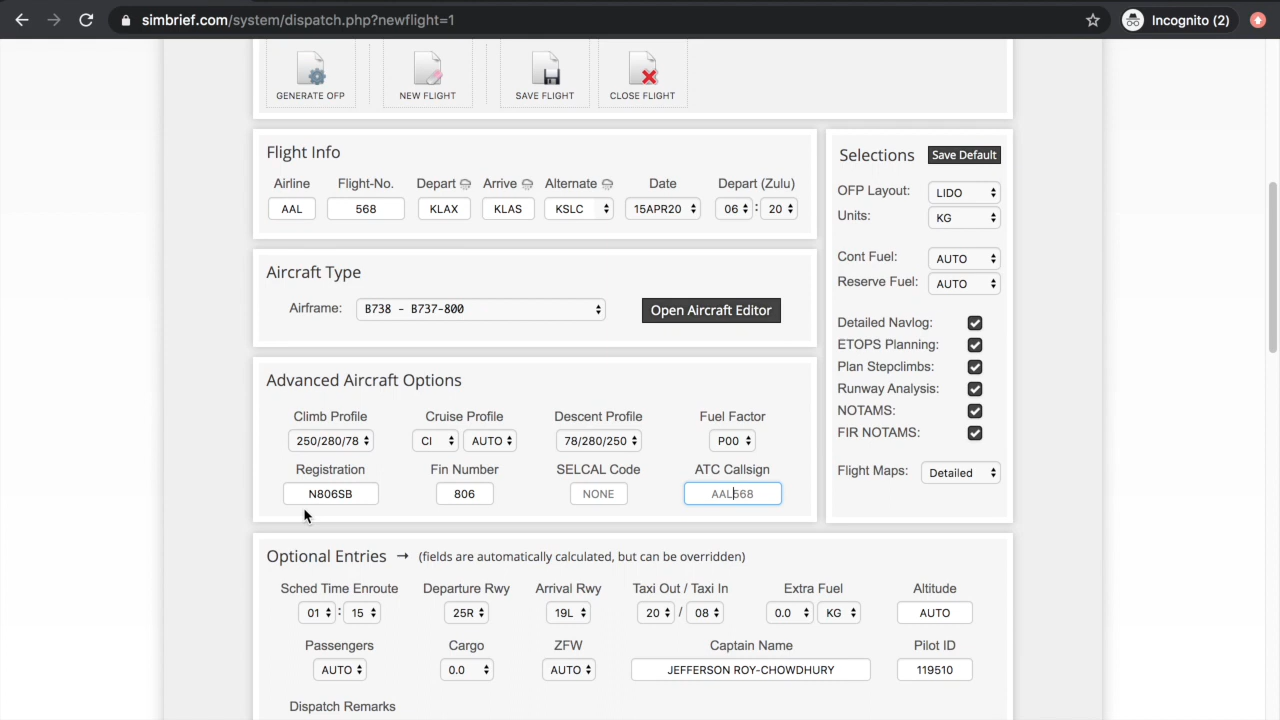 simbrief.com/system/dispatch.php?newflight=1
Incognito (2)
GENERATE OFP
NEW FLIGHT
SAVE FLIGHT
CLOSE FLIGHT
Flight Info
Airline Flight-No. Depart Arrive Alternate Date Depart (Zulu)
AAL 568 KLAX KLAS KSLC 15APR20 06 : 20
Aircraft Type
Airframe: B738 - B737-800 Open Aircraft Editor
Advanced Aircraft Options
Climb Profile Cruise Profile Descent Profile Fuel Factor
250/280/78 CI AUTO 78/280/250 P00
Registration Fin Number SELCAL Code ATC Callsign
N806SB 806 NONE AAL568
Selections Save Default
OFP Layout: LIDO
Units: KG
Cont Fuel: AUTO
Reserve Fuel: AUTO
Detailed Navlog:
ETOPS Planning:
Plan Stepclimbs:
Runway Analysis:
NOTAMS:
FIR NOTAMS:
Flight Maps: Detailed
Optional Entries → (fields are automatically calculated, but can be overridden)
Sched Time Enroute Departure Rwy Arrival Rwy Taxi Out / Taxi In Extra Fuel Altitude
01 : 15 25R 19L 20 / 08 0.0 KG AUTO
Passengers Cargo ZFW Captain Name Pilot ID
AUTO 0.0 AUTO JEFFERSON ROY-CHOWDHURY 119510
Dispatch Remarks